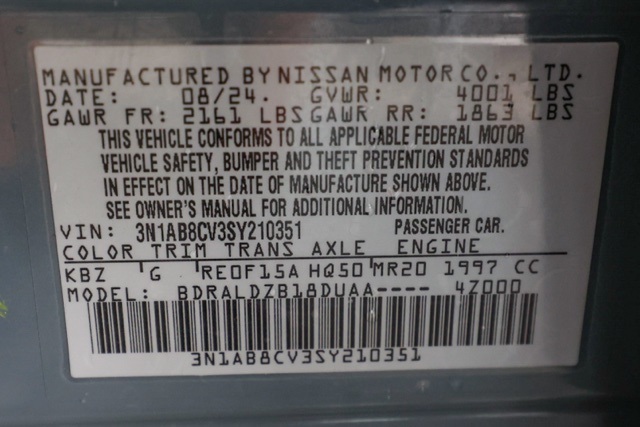 MANUFACTURED BY NISSAN MOTOR CO., LTD.
DATE: 08/24. GVWR: 4001 LBS
GAWR FR: 2161 LBS GAWR RR: 1863 LBS
THIS VEHICLE CONFORMS TO ALL APPLICABLE FEDERAL MOTOR
VEHICLE SAFETY, BUMPER AND THEFT PREVENTION STANDARDS
IN EFFECT ON THE DATE OF MANUFACTURE SHOWN ABOVE.
SEE OWNER'S MANUAL FOR ADDITIONAL INFORMATION.
VIN: 3N1AB8CV3SY210351 PASSENGER CAR.
COLOR TRIM TRANS AXLE ENGINE
KBZ G RE0F15A HQ50 MR20 1997 CC
MODEL: BDRALDZB18DUAA---- 4Z000
3N1AB8CV3SY210351